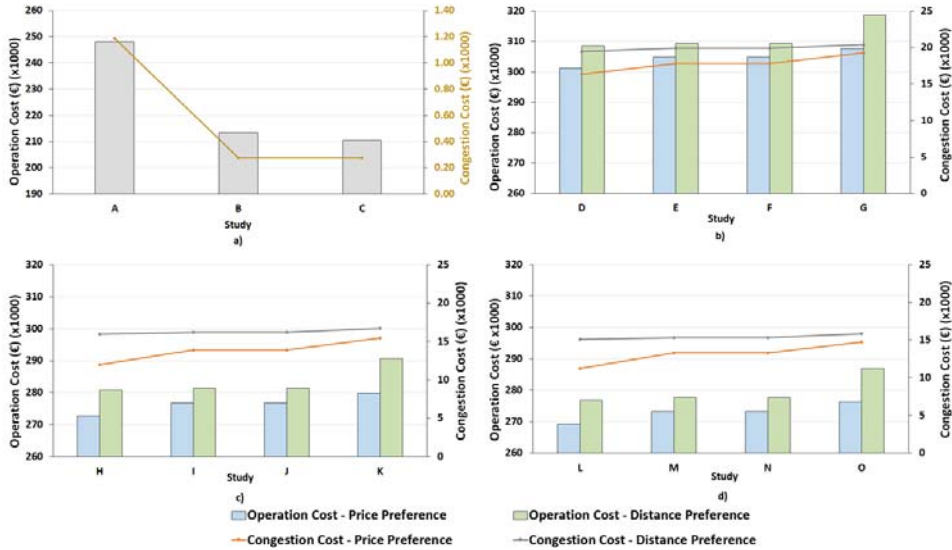 Operation Cost (€) (x1000)
260
250
240
230
220
210
200
190
1.40
1.20
1.00
0.80
0.60
0.40
0.20
0.00
Congestion Cost (€) (x1000)
A B C
Study
a)
Operation Cost (€) (x1000)
320
310
300
290
280
270
260
25
20
15
10
5
0
Congestion Cost (€) (x1000)
D E F G
Study
b)
Operation Cost (€) (x1000)
320
310
300
290
280
270
260
25
20
15
10
5
0
Congestion Cost (€) (x1000)
H I J K
Study
c)
Operation Cost (€ x1000)
320
310
300
290
280
270
260
25
20
15
10
5
0
Congestion Cost (€) (x1000)
L M N O
Study
d)
Operation Cost - Price Preference Operation Cost - Distance Preference
Congestion Cost - Price Preference Congestion Cost - Distance Preference